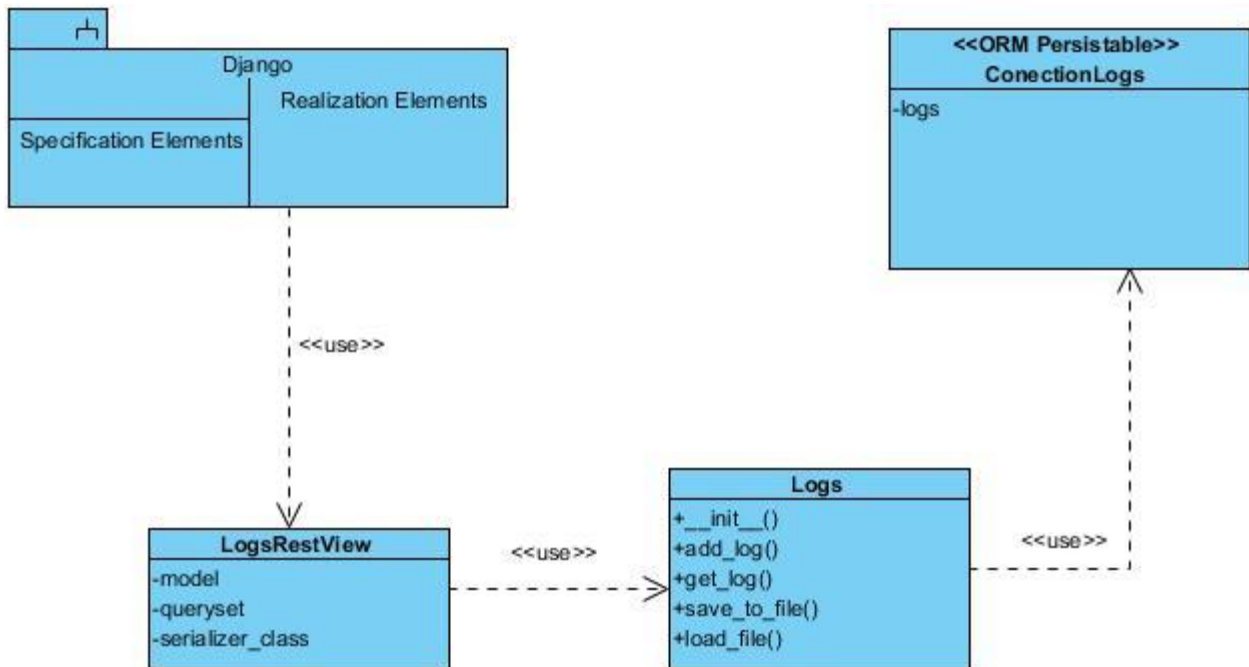 Django
Realization Elements
Specification Elements
<<ORM Persistable>>
ConectionLogs
-logs
<<use>>
LogsRestView
-model
-queryset
-serializer_class
<<use>>
Logs
+__init__()
+add_log()
+get_log()
+save_to_file()
+load_file()
<<use>>